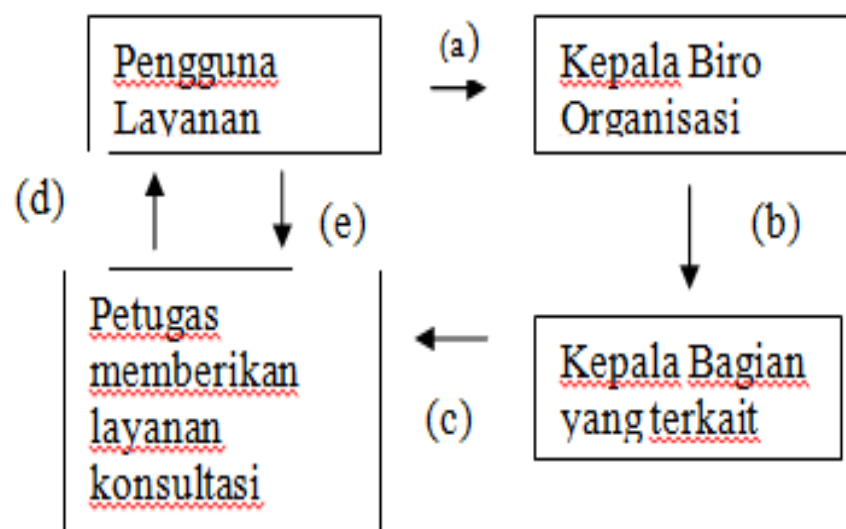 Pengguna
Layanan
(a)
Kepala Biro
Organisasi
(d)
(e)
(b)
Petugas
memberikan
layanan
konsultasi
(c)
Kepala Bagian
yang terkait